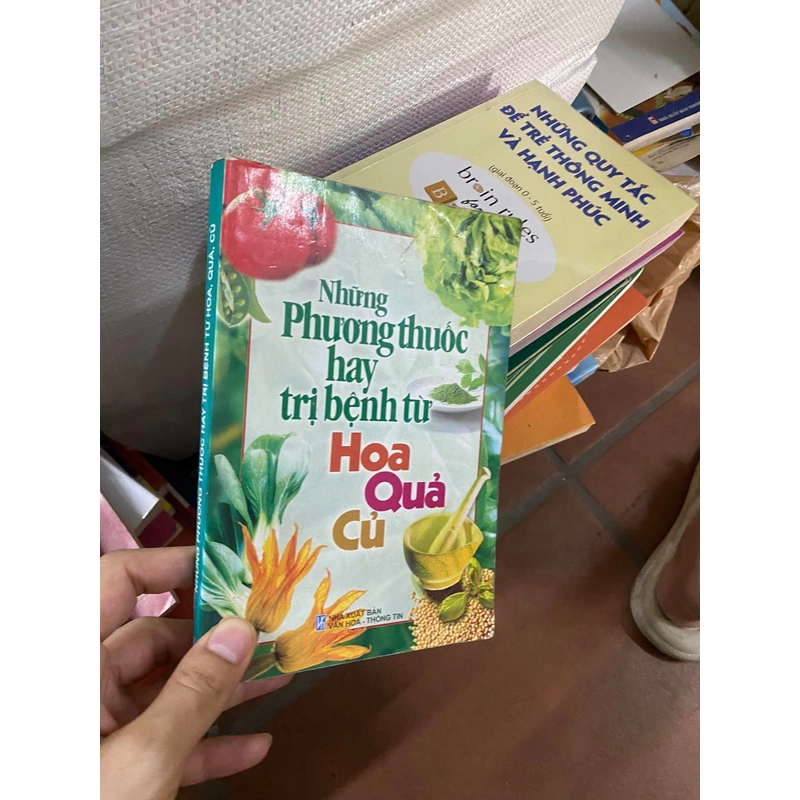 Những
Phương thuốc
hay
trị bệnh từ
Hoa
Quả
Củ
NHÀ XUẤT BẢN
VĂN HÓA - THÔNG TIN
NHỮNG PHƯƠNG THUỐC HAY TRỊ BỆNH TỪ HOA, QUẢ, CỦ
NHỮNG QUY TẮC
ĐỂ TRẺ THÔNG MINH
VÀ HẠNH PHÚC
(giai đoạn 0 - 5 tuổi)
brain rules
B